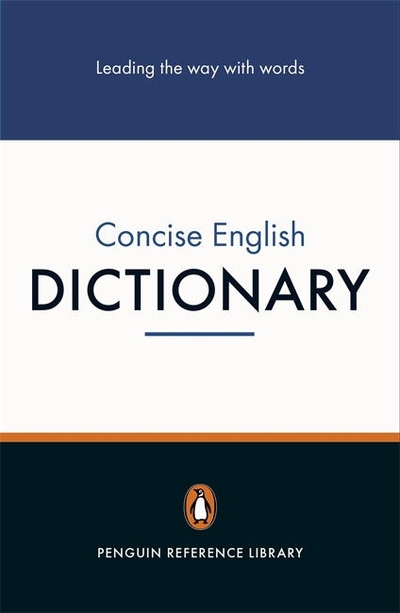 Leading the way with words
Concise English
DICTIONARY
PENGUIN REFERENCE LIBRARY